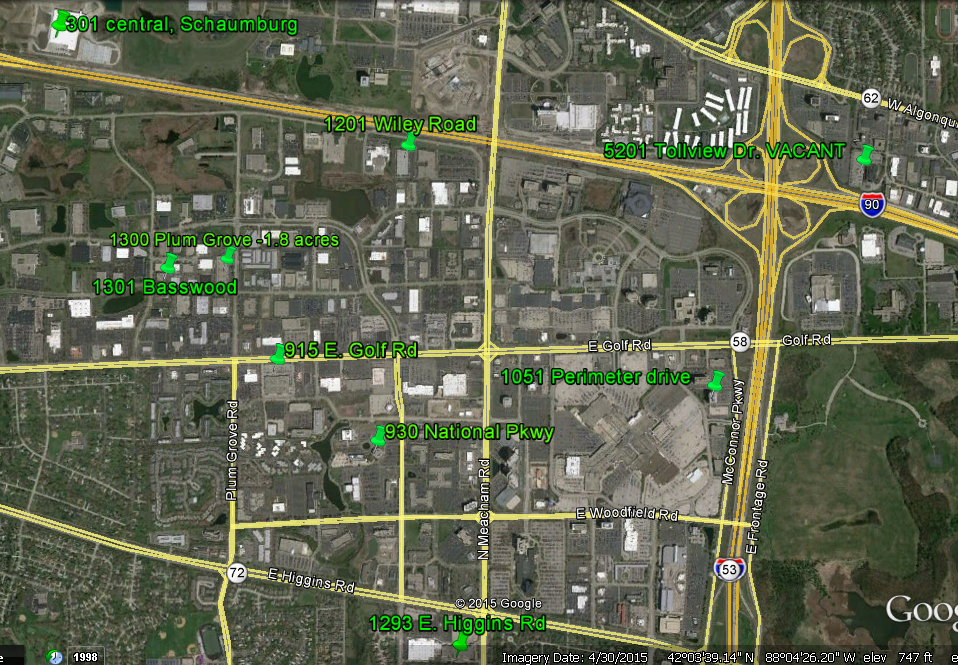 301 central, Schaumburg
62
W Algonqu
1201 Wiley Road
5201 Tollview Dr. VACANT
90
1300 Plum Grove -1.8 acres
1301 Basswood
58
E Golf Rd
Golf Rd
915 E. Golf Rd
1051 Perimeter drive
McConnor Pkwy
Plum Grove Rd
930 National Pkwy
N Meacham Rd
E Frontage Rd
E Woodfield Rd
72
E Higgins Rd
53
© 2015 Google
Goog
1293 E. Higgins Rd
1998
Imagery Date: 4/30/2015 42°03'39.14" N 88°04'26.20" W elev 747 ft e